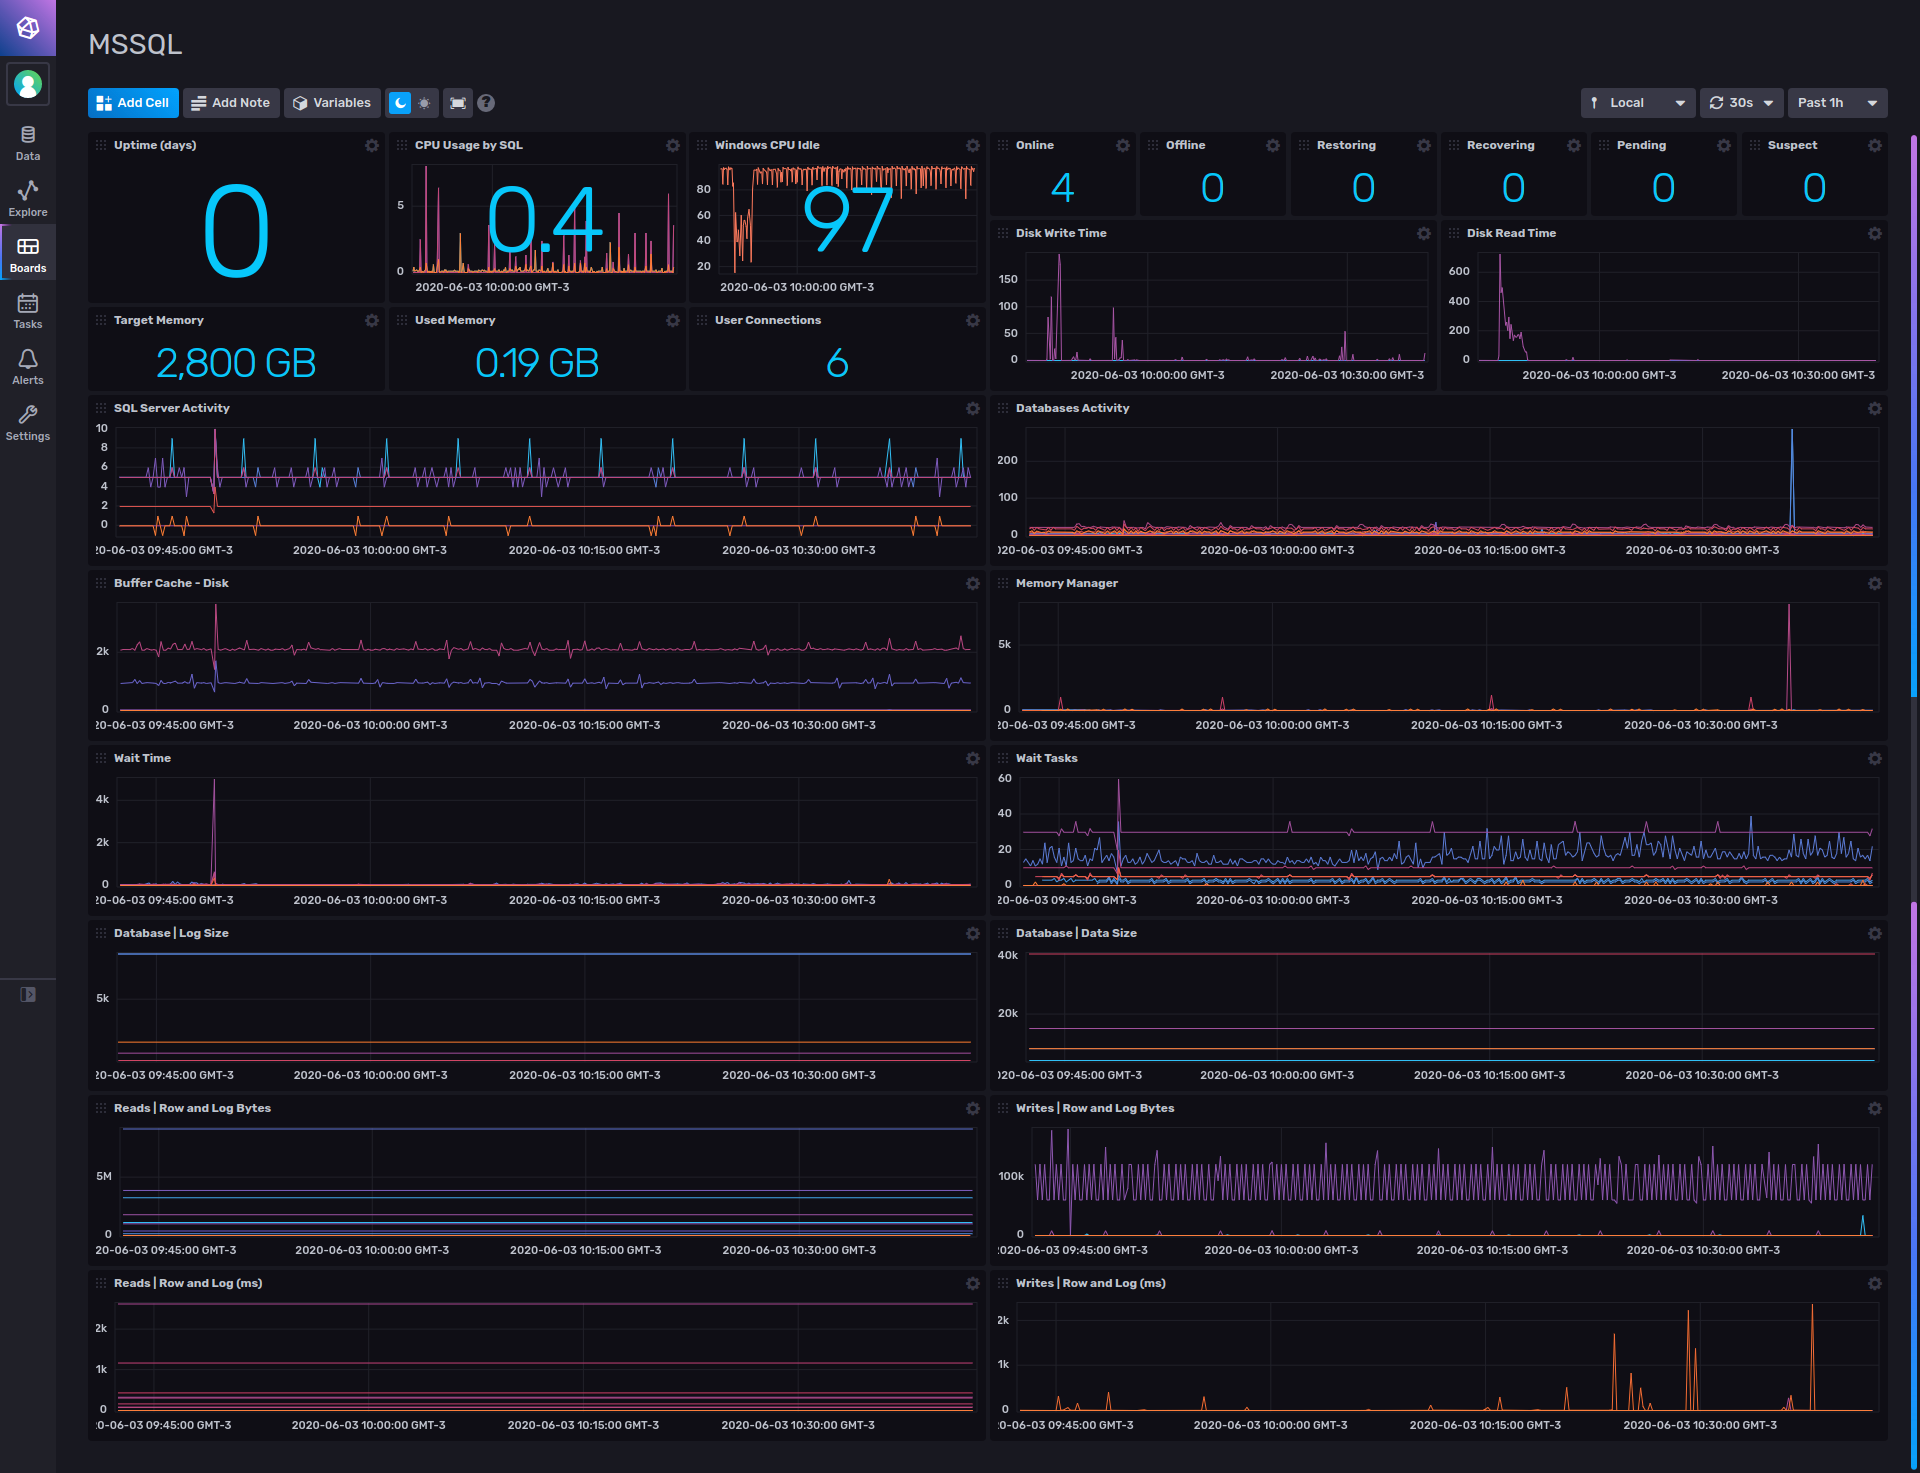 MSSQL
Add Cell
Add Note
Variables
?
Local
30s
Past 1h
Data
Explore
Boards
Tasks
Alerts
Settings
Uptime (days)
0
CPU Usage by SQL
5
0
0.4
2020-06-03 10:00:00 GMT-3
Windows CPU Idle
80
60
40
20
97
2020-06-03 10:00:00 GMT-3
Online
4
Offline
0
Restoring
0
Recovering
0
Pending
0
Suspect
0
Disk Write Time
150
100
50
0
2020-06-03 10:00:00 GMT-3 2020-06-03 10:30:00 GMT-3
Disk Read Time
600
400
200
0
2020-06-03 10:00:00 GMT-3 2020-06-03 10:30:00 GMT-3
Target Memory
2,800 GB
Used Memory
0.19 GB
User Connections
6
SQL Server Activity
10
8
6
4
2
0
20-06-03 09:45:00 GMT-3 2020-06-03 10:00:00 GMT-3 2020-06-03 10:15:00 GMT-3 2020-06-03 10:30:00 GMT-3
Databases Activity
200
100
0
020-06-03 09:45:00 GMT-3 2020-06-03 10:00:00 GMT-3 2020-06-03 10:15:00 GMT-3 2020-06-03 10:30:00 GMT-3
Buffer Cache - Disk
2k
0
20-06-03 09:45:00 GMT-3 2020-06-03 10:00:00 GMT-3 2020-06-03 10:15:00 GMT-3 2020-06-03 10:30:00 GMT-3
Memory Manager
5k
0
20-06-03 09:45:00 GMT-3 2020-06-03 10:00:00 GMT-3 2020-06-03 10:15:00 GMT-3 2020-06-03 10:30:00 GMT-3
Wait Time
4k
2k
0
20-06-03 09:45:00 GMT-3 2020-06-03 10:00:00 GMT-3 2020-06-03 10:15:00 GMT-3 2020-06-03 10:30:00 GMT-3
Wait Tasks
60
40
20
0
20-06-03 09:45:00 GMT-3 2020-06-03 10:00:00 GMT-3 2020-06-03 10:15:00 GMT-3 2020-06-03 10:30:00 GMT-3
Database | Log Size
5k
20-06-03 09:45:00 GMT-3 2020-06-03 10:00:00 GMT-3 2020-06-03 10:15:00 GMT-3 2020-06-03 10:30:00 GMT-3
Database | Data Size
40k
20k
020-06-03 09:45:00 GMT-3 2020-06-03 10:00:00 GMT-3 2020-06-03 10:15:00 GMT-3 2020-06-03 10:30:00 GMT-3
Reads | Row and Log Bytes
5M
0
20-06-03 09:45:00 GMT-3 2020-06-03 10:00:00 GMT-3 2020-06-03 10:15:00 GMT-3 2020-06-03 10:30:00 GMT-3
Writes | Row and Log Bytes
100k
0
2020-06-03 09:45:00 GMT-3 2020-06-03 10:00:00 GMT-3 2020-06-03 10:15:00 GMT-3 2020-06-03 10:30:00 GMT-3
Reads | Row and Log (ms)
2k
1k
0
20-06-03 09:45:00 GMT-3 2020-06-03 10:00:00 GMT-3 2020-06-03 10:15:00 GMT-3 2020-06-03 10:30:00 GMT-3
Writes | Row and Log (ms)
2k
1k
0
20-06-03 09:45:00 GMT-3 2020-06-03 10:00:00 GMT-3 2020-06-03 10:15:00 GMT-3 2020-06-03 10:30:00 GMT-3